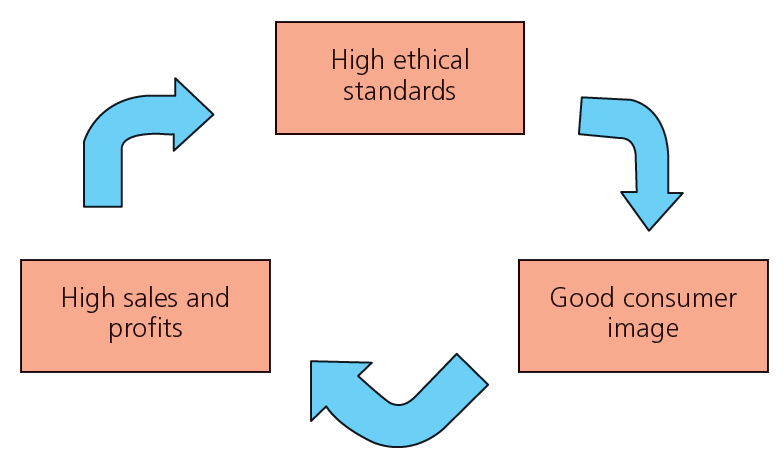 High ethical
standards
High sales and
profits
Good consumer
image